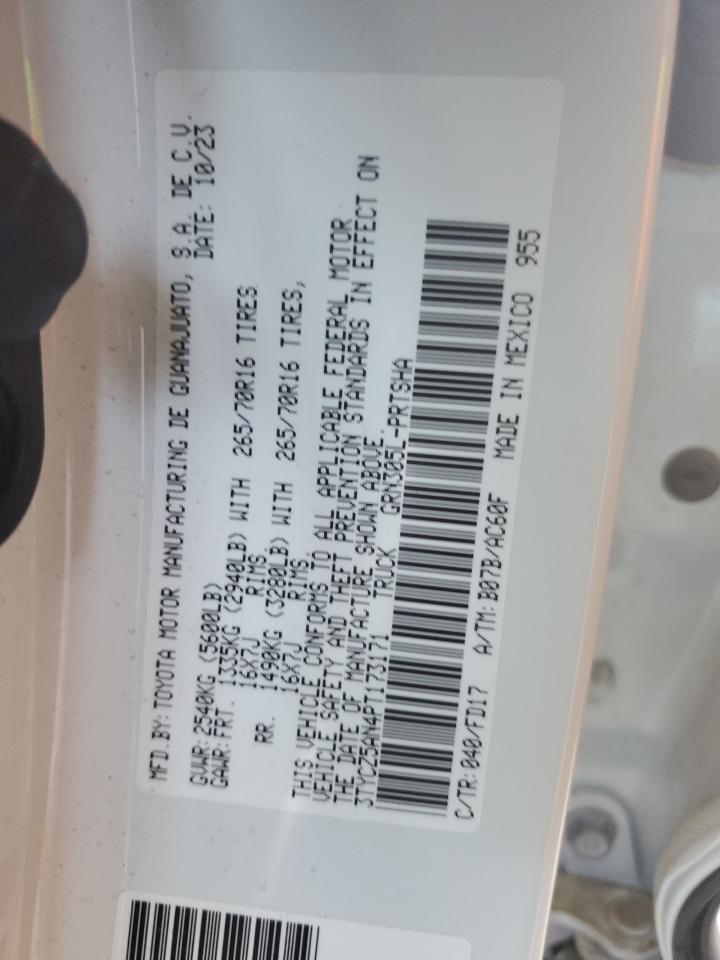 MFD.BY: TOYOTA MOTOR MANUFACTURING DE GUANAJUATO, S.A. DE C.V.
DATE: 10/23
GVWR: 2540KG (5600LB)
GAWR: FRT. 1335KG (2940LB) WITH 265/70R16 TIRES
16X7J RIMS
RR. 1490KG (3280LB) WITH 265/70R16 TIRES,
16X7J RIMS
THIS VEHICLE CONFORMS TO ALL APPLICABLE FEDERAL MOTOR
VEHICLE SAFETY AND THEFT PREVENTION STANDARDS IN EFFECT ON
THE DATE OF MANUFACTURE SHOWN ABOVE.
3TYCZ5AN4PT173171 TRUCK GRN305L-PRTSHA
C/TR: 040/FD17 A/TM: B07B/AC60F MADE IN MEXICO 955